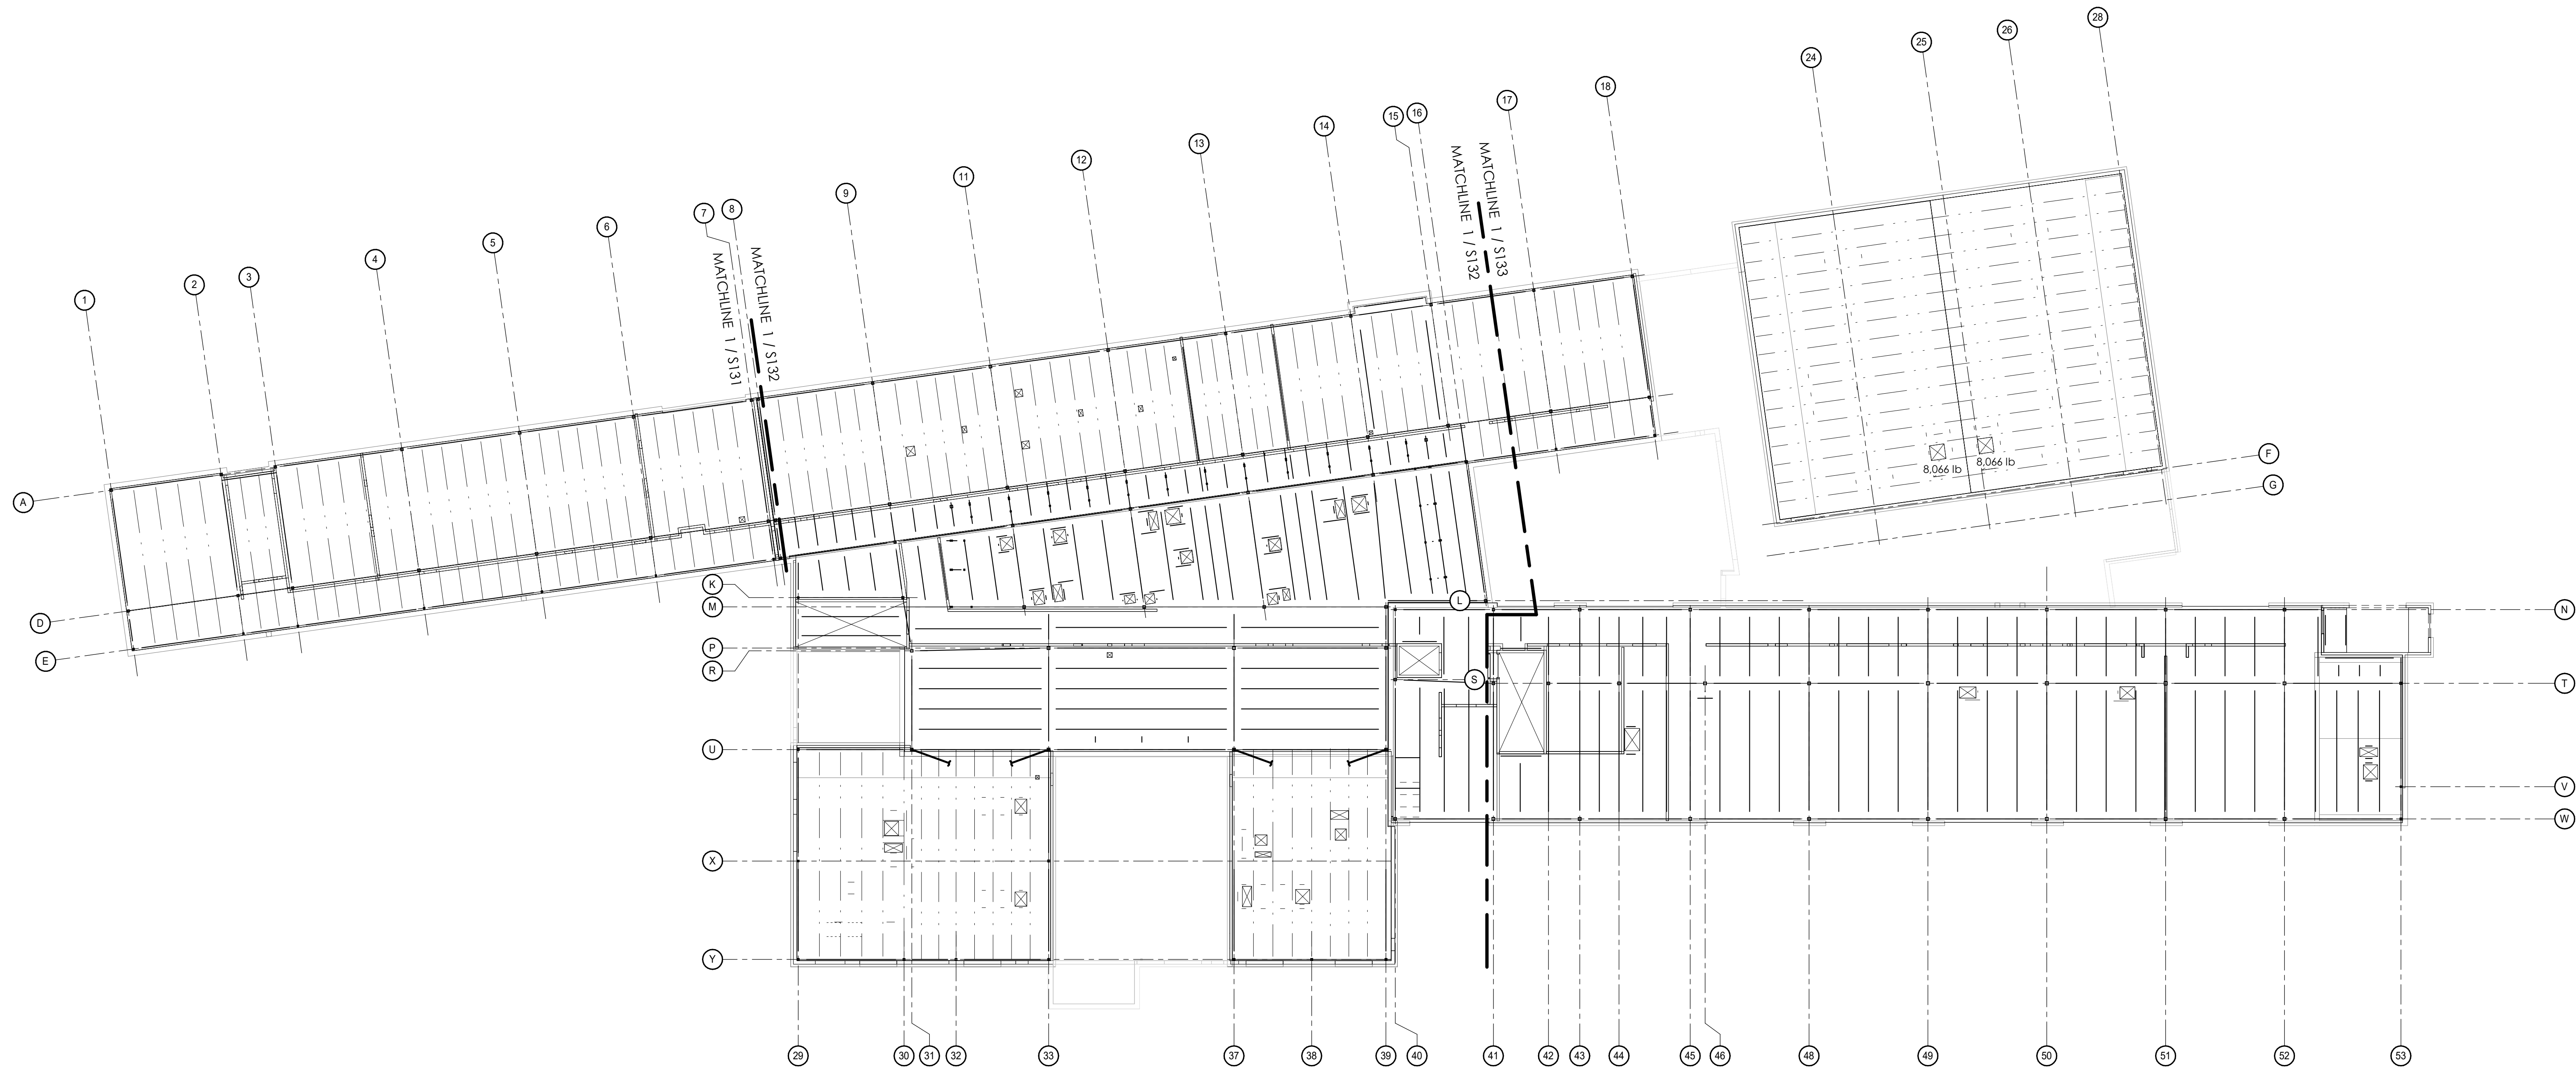 28
26
25
24
18
17
16
15
14
13
12
11
9
8
7
6
5
4
3
2
1
MATCHLINE 1 / S131
MATCHLINE 1 / S132
MATCHLINE 1 / S132
MATCHLINE 1 / S133
8,066 lb
8,066 lb
F
G
A
D
E
K
M
L
N
P
R
S
T
U
V
W
X
Y
29
30
31
32
33
37
38
39
40
41
42
43
44
45
46
48
49
50
51
52
53